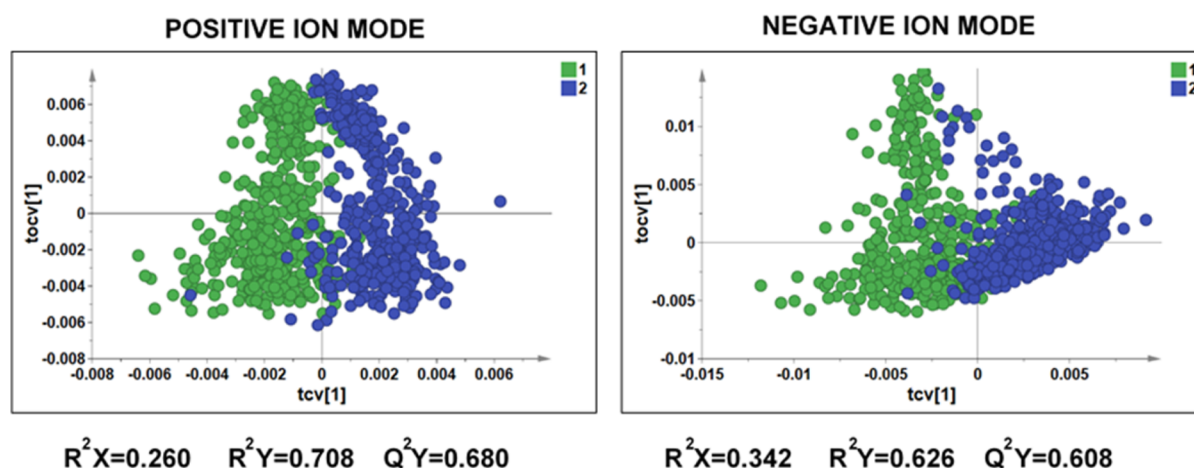 POSITIVE ION MODE
1
2
0.006
0.004
0.002
0
-0.002
-0.004
-0.006
-0.008
tocv[1]
-0.008 -0.006 -0.004 -0.002 0 0.002 0.004 0.006
tcv[1]
R²X=0.260 R²Y=0.708 Q²Y=0.680
NEGATIVE ION MODE
1
2
0.01
0.005
0
-0.005
-0.01
tocv[1]
-0.015 -0.01 -0.005 0 0.005
tcv[1]
R²X=0.342 R²Y=0.626 Q²Y=0.608